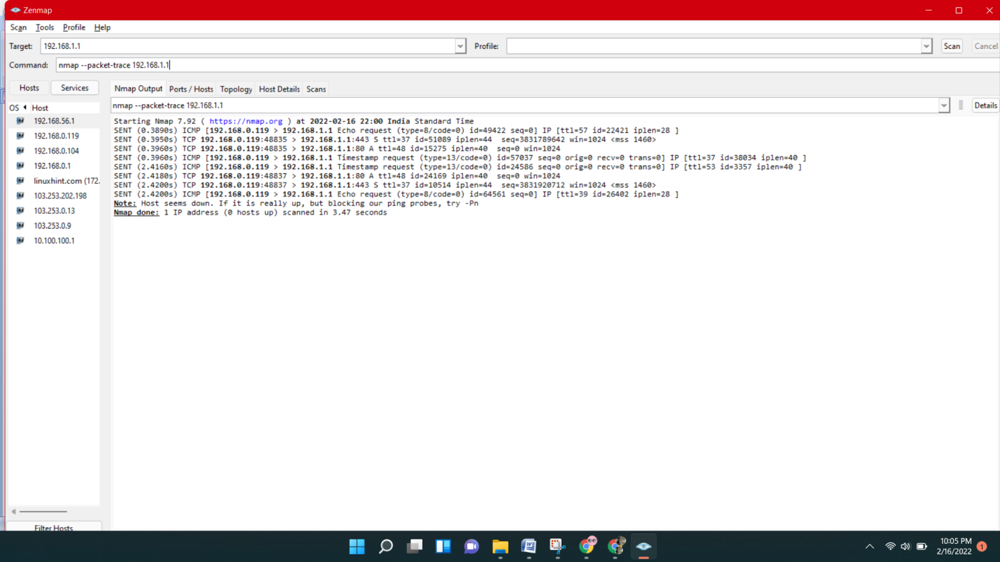 Zenmap
Scan Tools Profile Help
Target: 192.168.1.1 Profile: Scan Cancel
Command: nmap --packet-trace 192.168.1.1
Hosts Services
Nmap Output Ports / Hosts Topology Host Details Scans
OS Host
nmap --packet-trace 192.168.1.1 Details
192.168.56.1
192.168.0.119
192.168.0.104
192.168.0.1
linuxhint.com (172.
103.253.202.198
103.253.0.13
103.253.0.9
10.100.100.1
Filter Hosts
Starting Nmap 7.92 ( https://nmap.org ) at 2022-02-16 22:00 India Standard Time
SENT (0.3890s) ICMP [192.168.0.119 > 192.168.1.1 Echo request (type=8/code=0) id=49422 seq=0] IP [ttl=57 id=22421 iplen=28 ]
SENT (0.3950s) TCP 192.168.0.119:48835 > 192.168.1.1:443 S ttl=37 id=51089 iplen=44  seq=3831789642 win=1024 <mss 1460>
SENT (0.3960s) TCP 192.168.0.119:48835 > 192.168.1.1:80 A ttl=48 id=15275 iplen=40  seq=0 win=1024
SENT (0.3960s) ICMP [192.168.0.119 > 192.168.1.1 Timestamp request (type=13/code=0) id=57037 seq=0 orig=0 recv=0 trans=0] IP [ttl=37 id=38034 iplen=40 ]
SENT (2.4160s) ICMP [192.168.0.119 > 192.168.1.1 Timestamp request (type=13/code=0) id=24586 seq=0 orig=0 recv=0 trans=0] IP [ttl=53 id=3357 iplen=40 ]
SENT (2.4180s) TCP 192.168.0.119:48837 > 192.168.1.1:80 A ttl=48 id=24169 iplen=40  seq=0 win=1024
SENT (2.4200s) TCP 192.168.0.119:48837 > 192.168.1.1:443 S ttl=37 id=10514 iplen=44  seq=3831920712 win=1024 <mss 1460>
SENT (2.4200s) ICMP [192.168.0.119 > 192.168.1.1 Echo request (type=8/code=0) id=64561 seq=0] IP [ttl=39 id=26402 iplen=28 ]
Note: Host seems down. If it is really up, but blocking our ping probes, try -Pn
Nmap done: 1 IP address (0 hosts up) scanned in 3.47 seconds
10:05 PM
2/16/2022
1